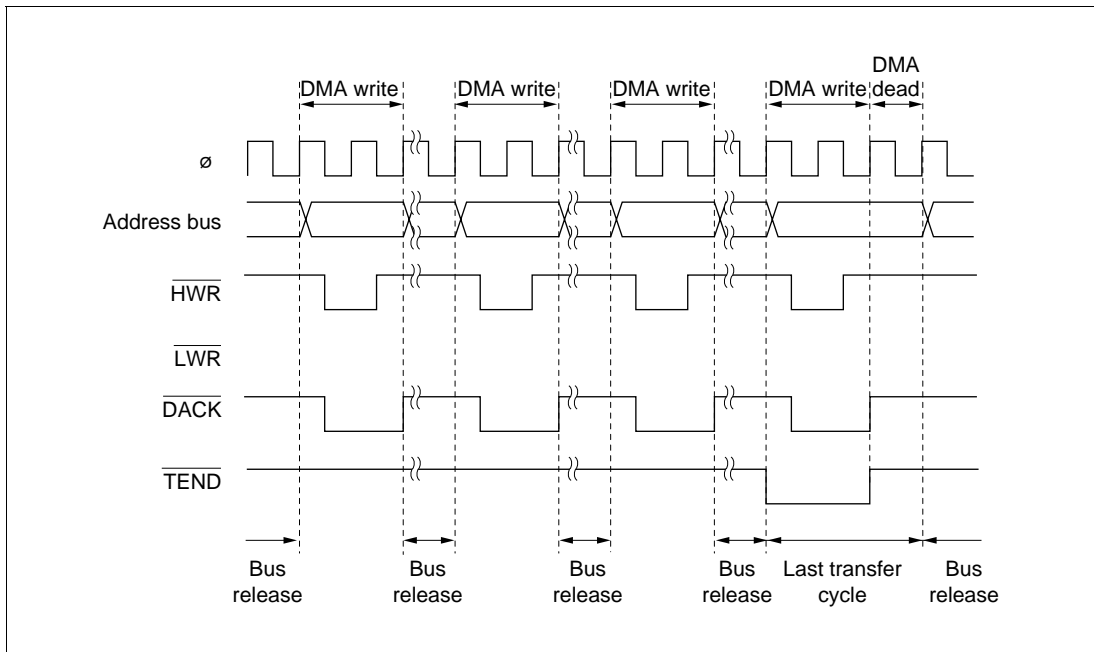 DMA
dead
DMA write
DMA write
DMA write
DMA write
ø
Address bus
HWR
LWR
DACK
TEND
Bus
release
Bus
release
Bus
release
Bus
release
Last transfer
cycle
Bus
release